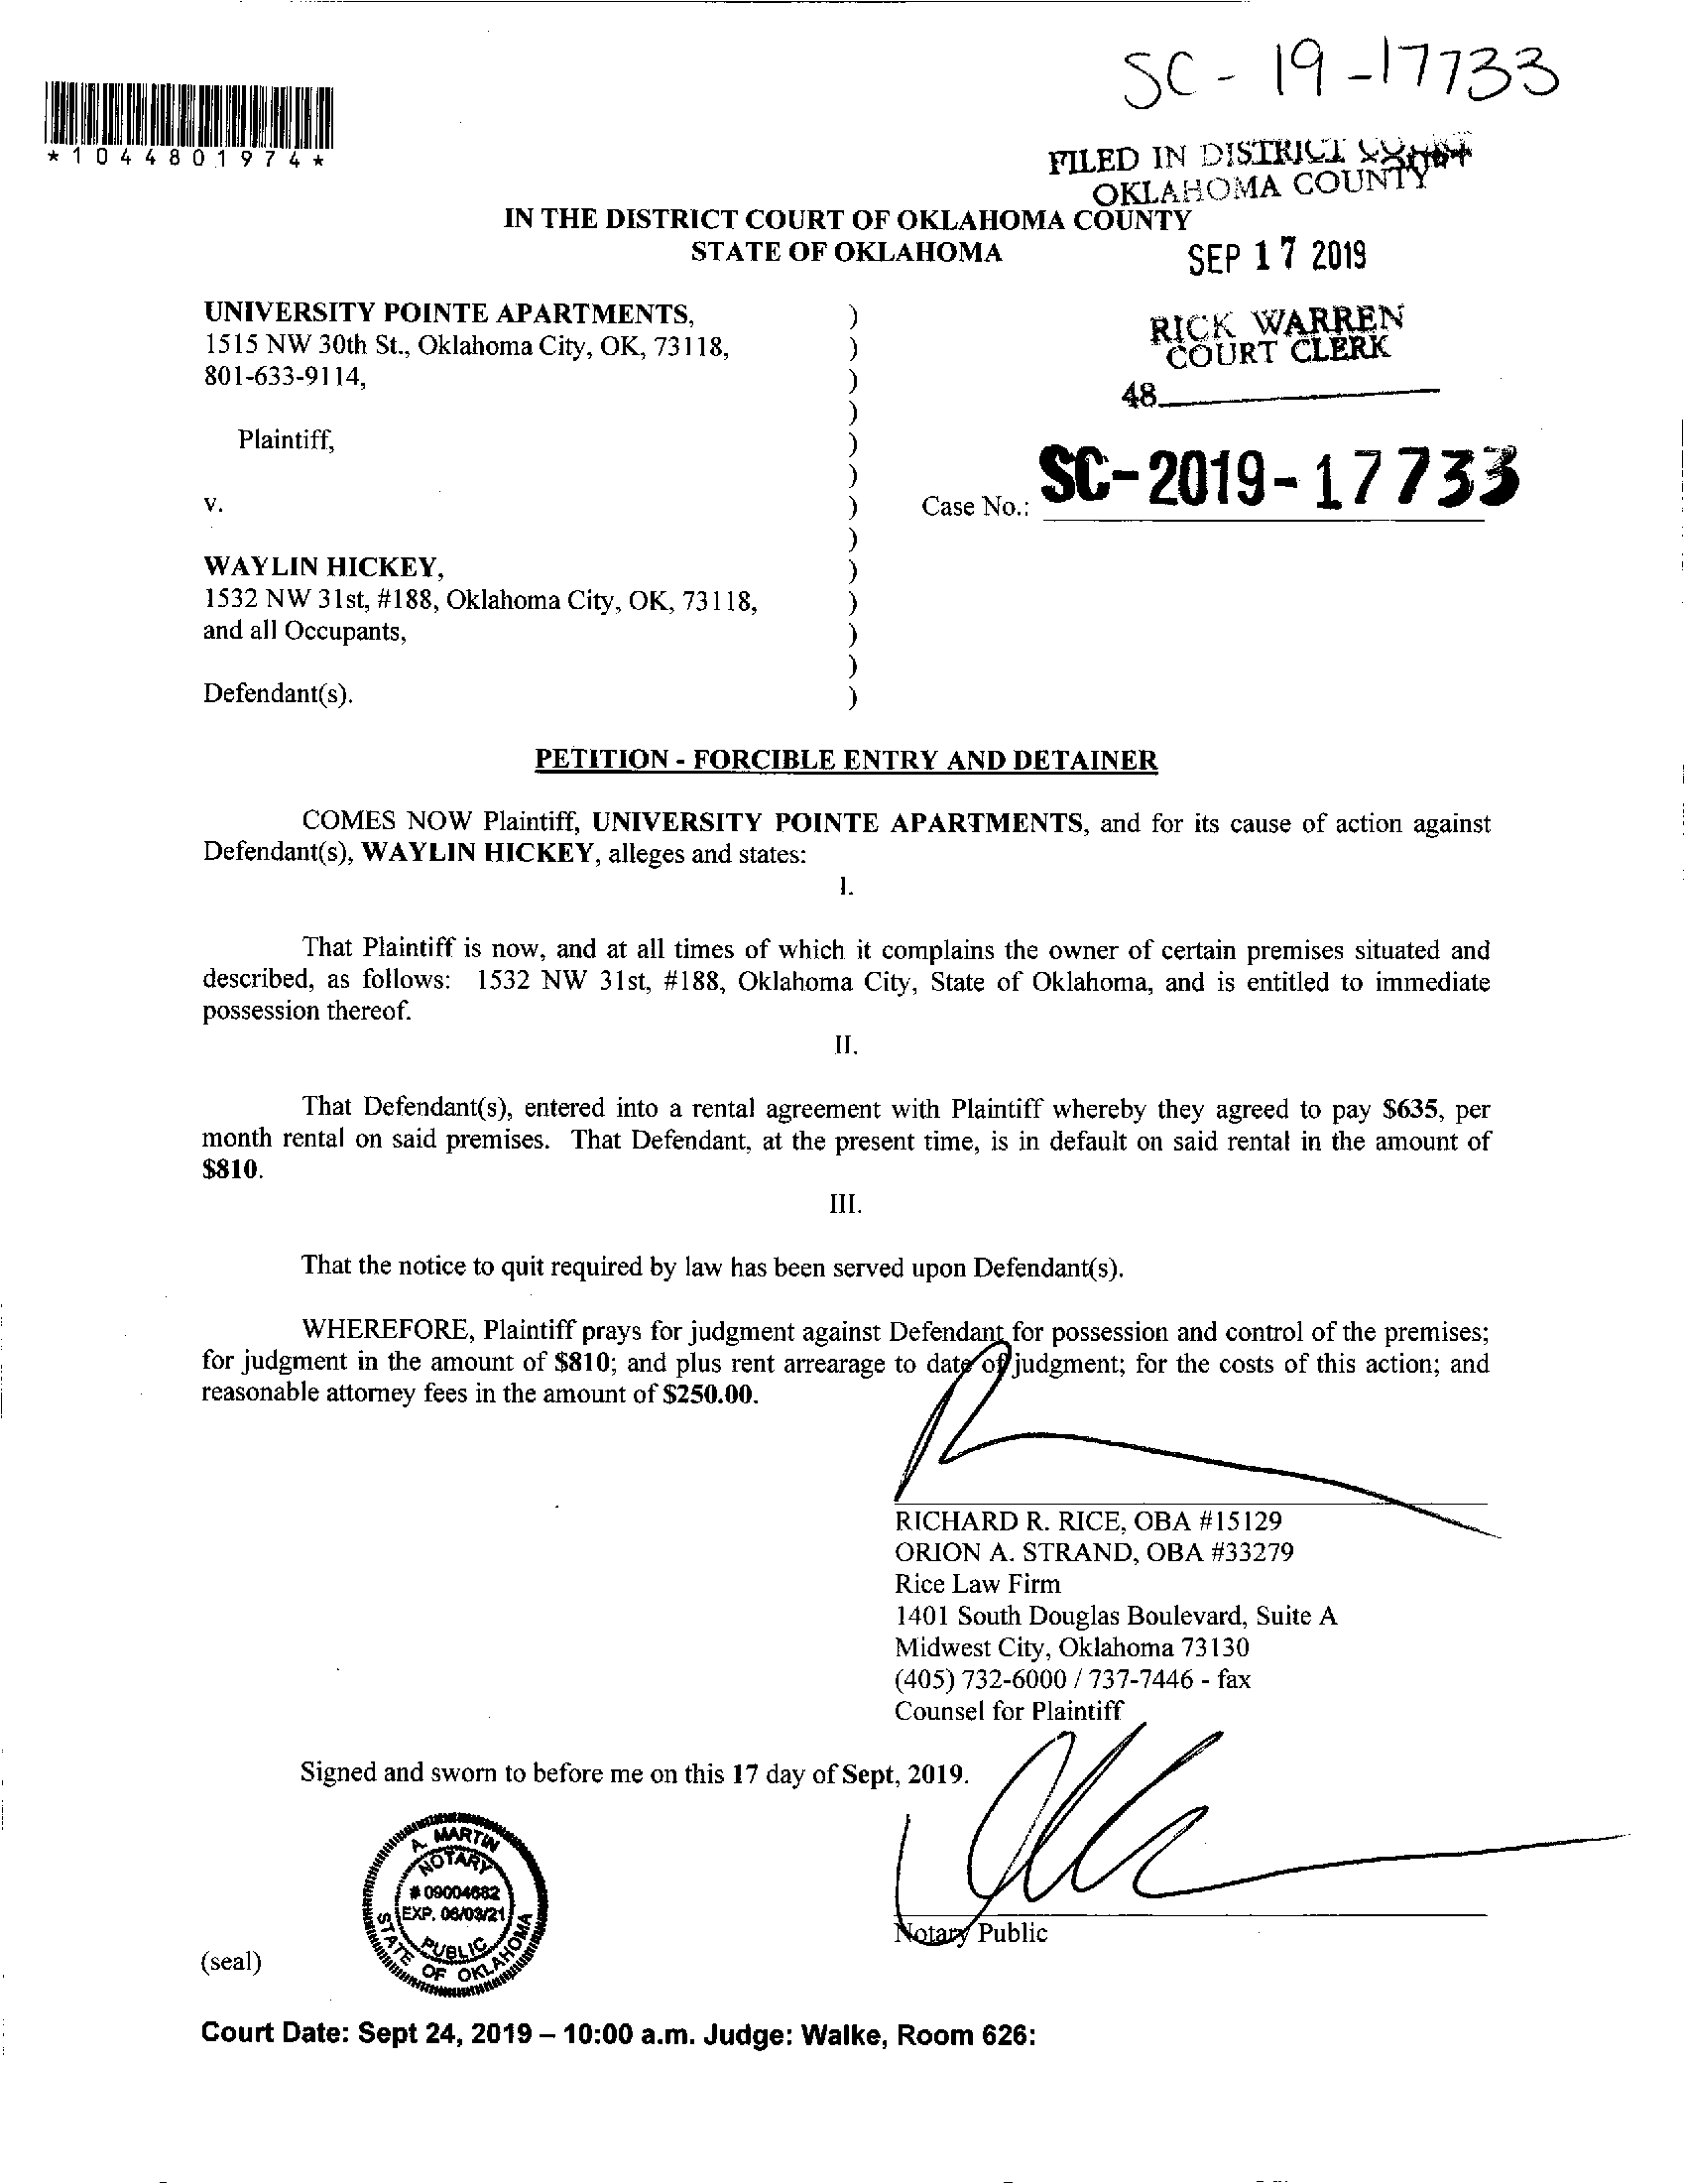 SC - 19 -17733
*1044801974*
FILED IN DISTRICT COURT
OKLAHOMA COUNTY
IN THE DISTRICT COURT OF OKLAHOMA COUNTY
STATE OF OKLAHOMA
SEP 17 2019
UNIVERSITY POINTE APARTMENTS, )
1515 NW 30th St., Oklahoma City, OK, 73118, )
801-633-9114, )
)
RICK WARREN
COURT CLERK
48
Plaintiff, )
)
v. ) Case No.: SC-2019-17733
)
WAYLIN HICKEY, )
1532 NW 31st, #188, Oklahoma City, OK, 73118, )
and all Occupants, )
)
Defendant(s). )
PETITION - FORCIBLE ENTRY AND DETAINER
COMES NOW Plaintiff, UNIVERSITY POINTE APARTMENTS, and for its cause of action against
Defendant(s), WAYLIN HICKEY, alleges and states:
I.
That Plaintiff is now, and at all times of which it complains the owner of certain premises situated and
described, as follows: 1532 NW 31st, #188, Oklahoma City, State of Oklahoma, and is entitled to immediate
possession thereof.
II.
That Defendant(s), entered into a rental agreement with Plaintiff whereby they agreed to pay $635, per
month rental on said premises. That Defendant, at the present time, is in default on said rental in the amount of
$810.
III.
That the notice to quit required by law has been served upon Defendant(s).
WHEREFORE, Plaintiff prays for judgment against Defendant for possession and control of the premises;
for judgment in the amount of $810; and plus rent arrearage to date of judgment; for the costs of this action; and
reasonable attorney fees in the amount of $250.00.
RICHARD R. RICE, OBA #15129
ORION A. STRAND, OBA #33279
Rice Law Firm
1401 South Douglas Boulevard, Suite A
Midwest City, Oklahoma 73130
(405) 732-6000 / 737-7446 - fax
Counsel for Plaintiff
Signed and sworn to before me on this 17 day of Sept, 2019.
A. MARTIN
NOTARY
# 09004682
EXP. 06/03/21
PUBLIC
STATE OF OKLAHOMA
Notary Public
(seal)
Court Date: Sept 24, 2019 – 10:00 a.m. Judge: Walke, Room 626: